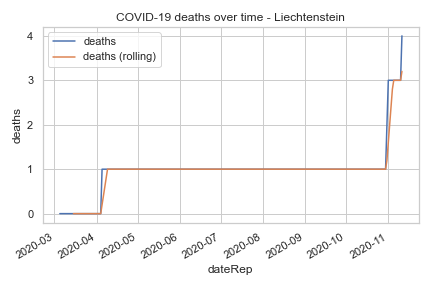 COVID-19 deaths over time - Liechtenstein
deaths
deaths (rolling)
4
3
2
1
0
deaths
2020-03
2020-04
2020-05
2020-06
2020-07
2020-08
2020-09
2020-10
2020-11
dateRep